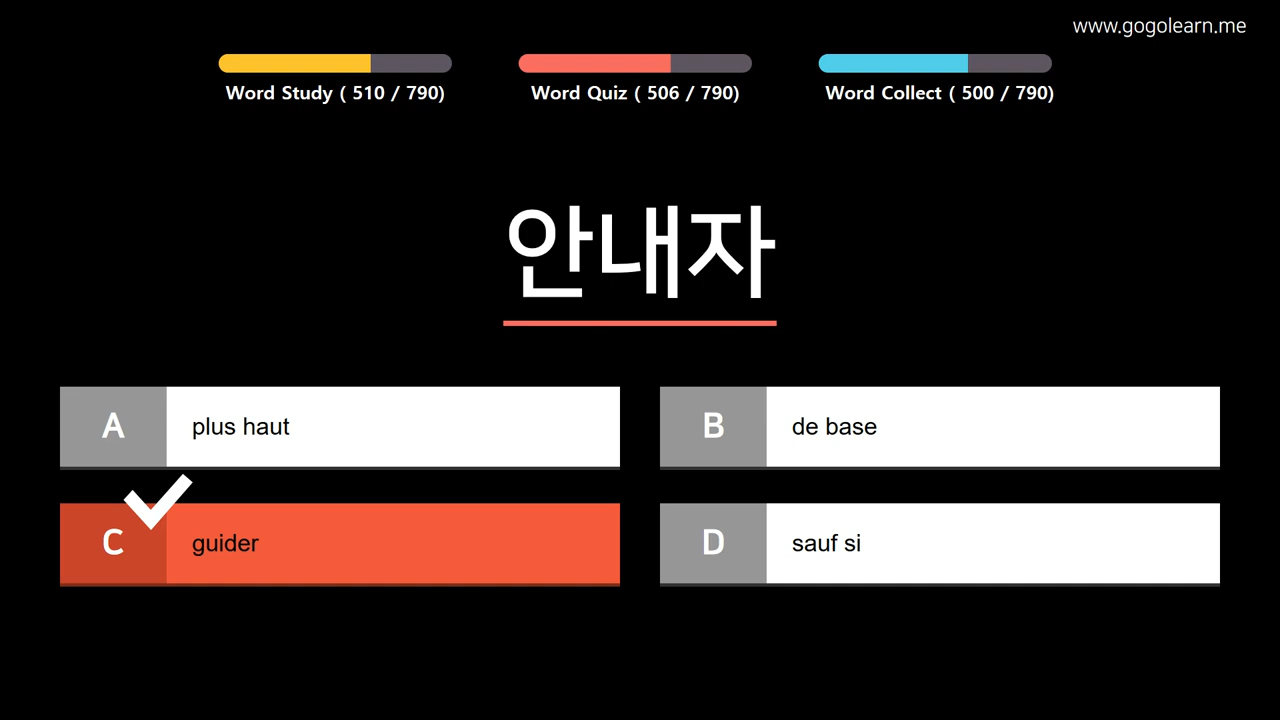 www.gogolearn.me
Word Study ( 510 / 790)
Word Quiz ( 506 / 790)
Word Collect ( 500 / 790)
안내자
A
plus haut
B
de base
C
guider
D
sauf si